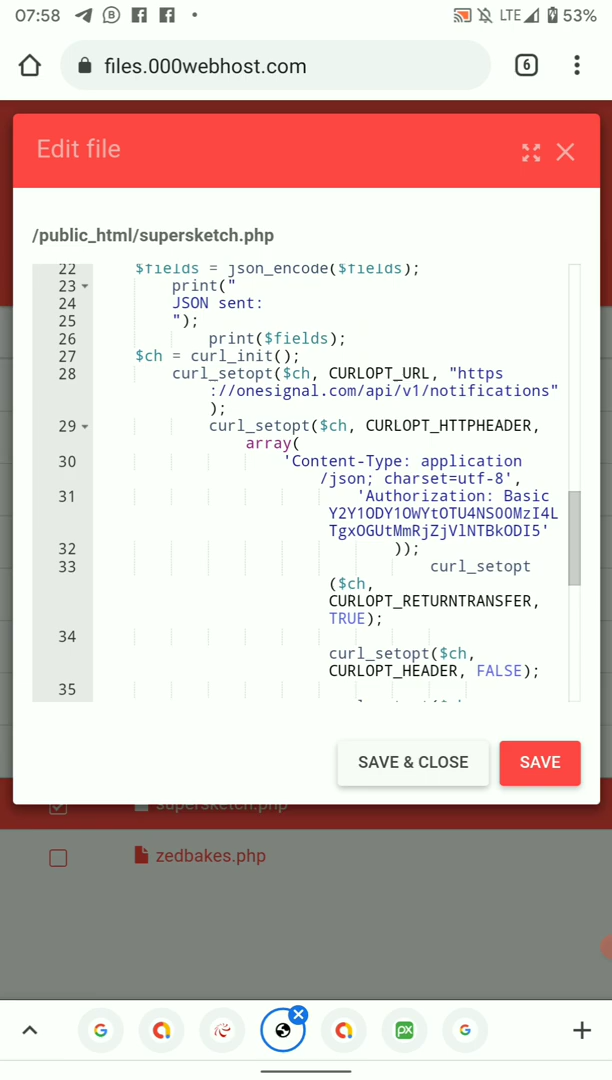 07:58
LTE 53%
files.000webhost.com
6
Edit file
/public_html/supersketch.php
22 $fields = json_encode($fields);
23 print("
24 JSON sent:
25 ");
26 print($fields);
27 $ch = curl_init();
28 curl_setopt($ch, CURLOPT_URL, "https
://onesignal.com/api/v1/notifications"
);
29 curl_setopt($ch, CURLOPT_HTTPHEADER,
array(
30 'Content-Type: application
/json; charset=utf-8',
31 'Authorization: Basic
Y2Y1ODY1OWYtOTU4NS00MzI4L
TgxOGUtMmRjZjVlNTBkODI5'
32 ));
33 curl_setopt
($ch,
CURLOPT_RETURNTRANSFER,
TRUE);
34
curl_setopt($ch,
CURLOPT_HEADER, FALSE);
35
SAVE & CLOSE
SAVE
supersketch.php
zedbakes.php